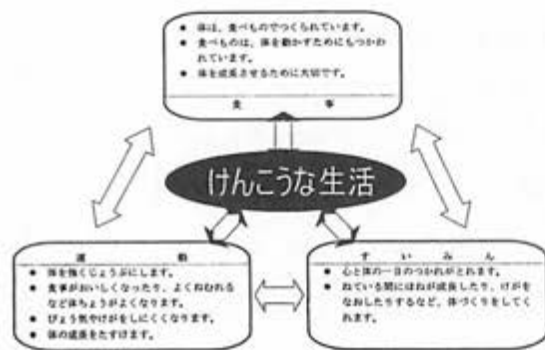 ● 体は、食べものでつくられています。
● 食べものは、体を動かすためにもつかわ
れています。
● 体を成長させるために大切です。
食　事
けんこうな生活
運　動
● 体を強くじょうぶにします。
● 食事がおいしくなったり、よくねむれる
など体ちょうがよくなります。
● びょう気やけがをしにくくなります。
● 体の成長をたすけます。
す　い　み　ん
● 心と体の一日のつかれがとれます。
● ねている間にほねが成長したり、けがを
なおしたりするなど、体づくりをしてく
れます。